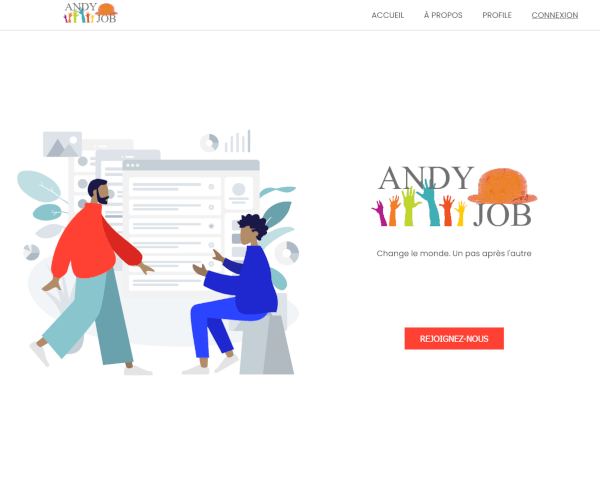 ANDY
JOB
ACCUEIL
À PROPOS
PROFILE
CONNEXION
ANDY
JOB
Change le monde. Un pas après l'autre
REJOIGNEZ-NOUS